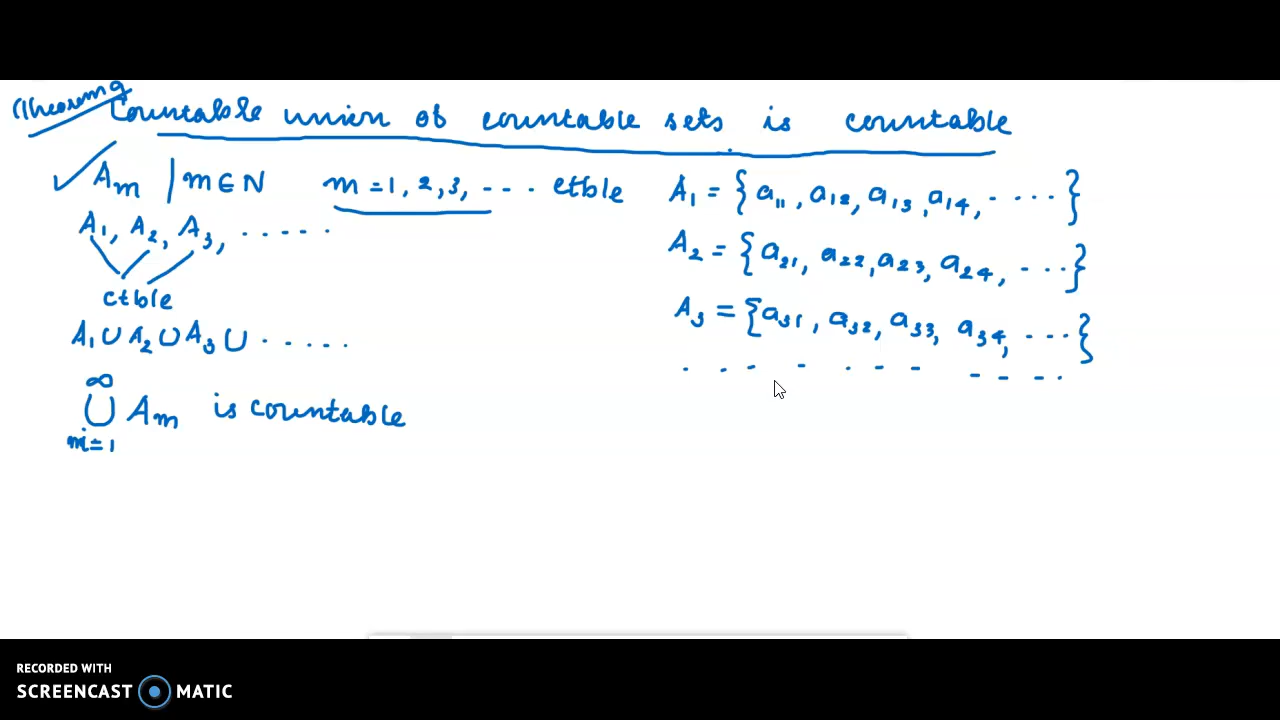 Theorem 9
Countable union of countable sets is countable
✓ Aₘ | m ∈ N m = 1, 2, 3, --- ctble
A₁, A₂, A₃, ......
ctble
A₁ ∪ A₂ ∪ A₃ ∪ ......
∞
∪ Aₘ is countable
m=1
A₁ = {a₁₁, a₁₂, a₁₃, a₁₄, .....}
A₂ = {a₂₁, a₂₂, a₂₃, a₂₄, ....}
A₃ = {a₃₁, a₃₂, a₃₃, a₃₄, ....}
. . - - . - - - - - .
RECORDED WITH
SCREENCAST MATIC